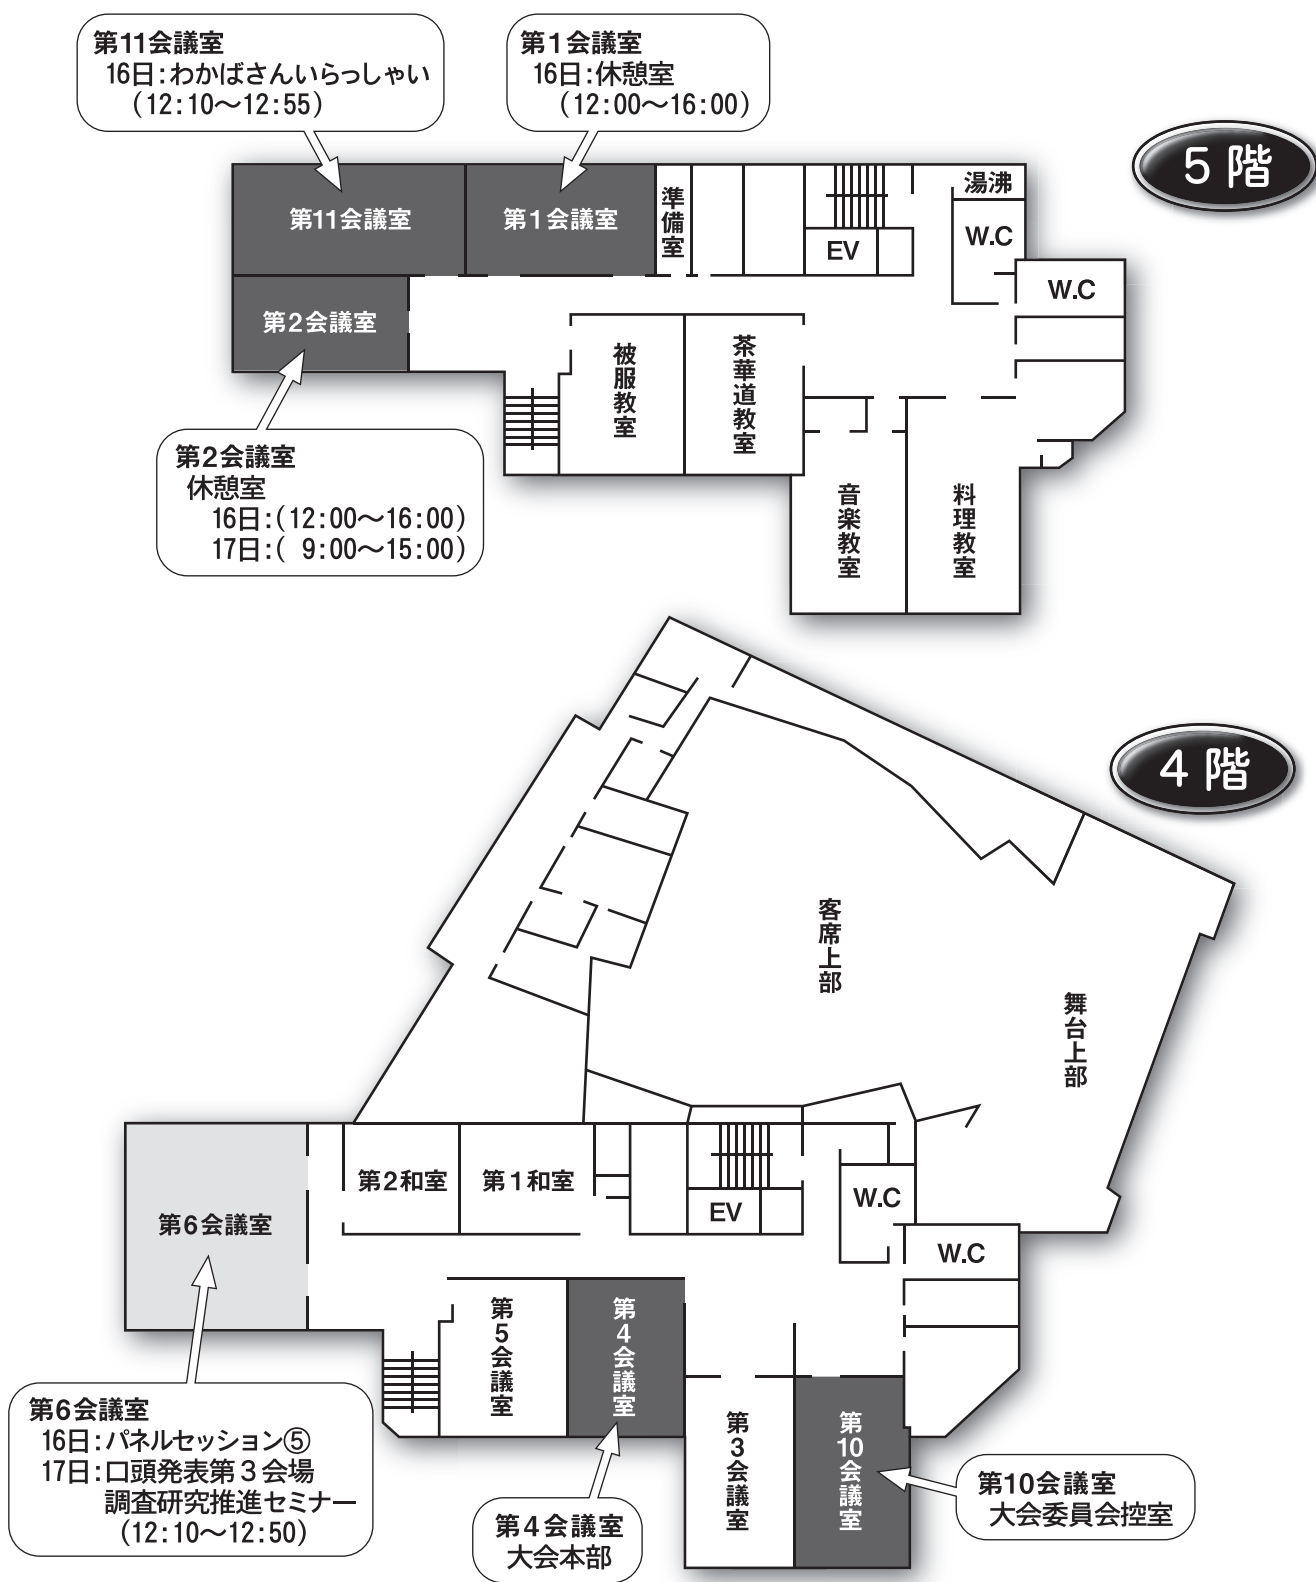 第11会議室
16日:わかばさんいらっしゃい
(12:10〜12:55)
第1会議室
16日:休憩室
(12:00〜16:00)
5階
第11会議室
第1会議室
準備室
EV
湯沸
W.C
W.C
第2会議室
被服教室
茶華道教室
音楽教室
料理教室
第2会議室
休憩室
16日:(12:00〜16:00)
17日:( 9:00〜15:00)
4階
客席上部
舞台上部
第6会議室
第2和室
第1和室
EV
W.C
W.C
第5会議室
第4会議室
第3会議室
第10会議室
第6会議室
16日:パネルセッション⑤
17日:口頭発表第3会場
調査研究推進セミナー
(12:10〜12:50)
第4会議室
大会本部
第10会議室
大会委員会控室